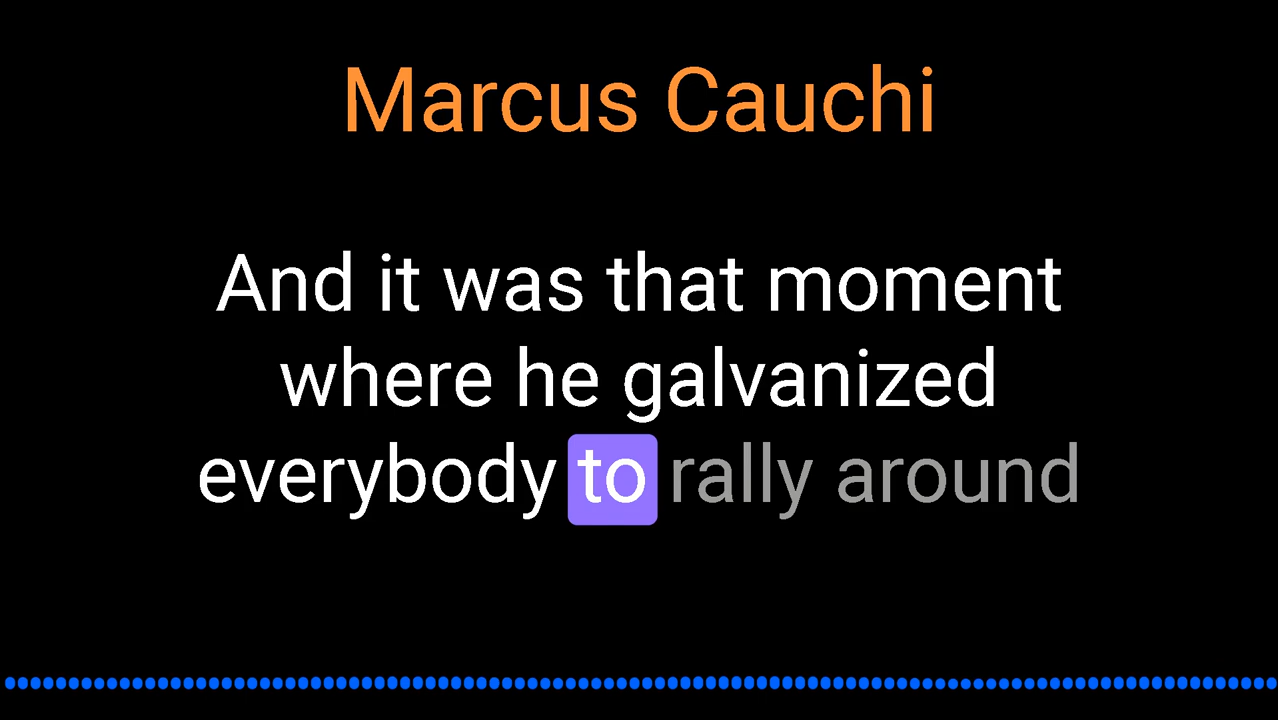 Marcus Cauchi
And it was that moment
where he galvanized
everybody to rally around